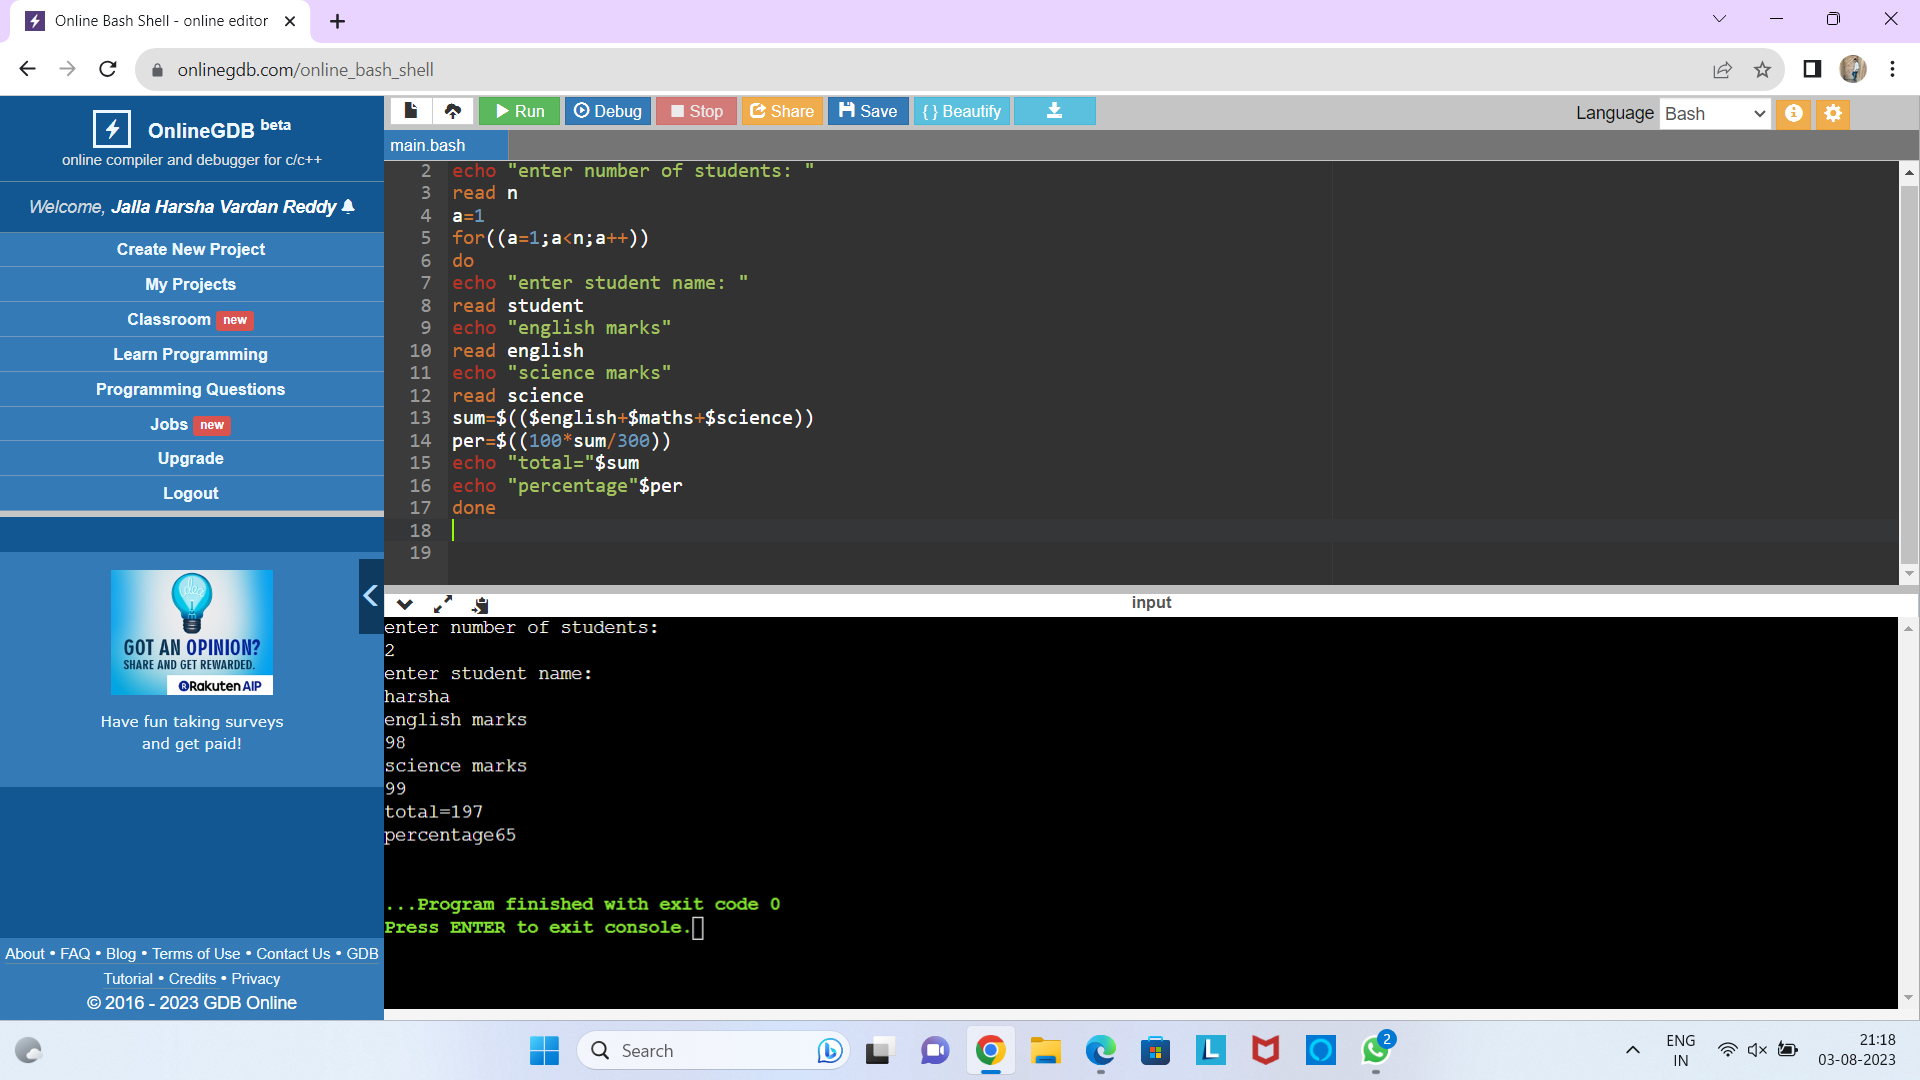 Online Bash Shell - online editor
onlinegdb.com/online_bash_shell
OnlineGDB beta
online compiler and debugger for c/c++
Welcome, Jalla Harsha Vardan Reddy
Create New Project
My Projects
Classroom new
Learn Programming
Programming Questions
Jobs new
Upgrade
Logout
idea
GOT AN OPINION?
SHARE AND GET REWARDED.
Rakuten AIP
Have fun taking surveys
and get paid!
About • FAQ • Blog • Terms of Use • Contact Us • GDB
Tutorial • Credits • Privacy
© 2016 - 2023 GDB Online
Run Debug Stop Share Save { } Beautify
Language Bash
main.bash
2 echo "enter number of students: "
3 read n
4 a=1
5 for((a=1;a<n;a++))
6 do
7 echo "enter student name: "
8 read student
9 echo "english marks"
10 read english
11 echo "science marks"
12 read science
13 sum=$(($english+$maths+$science))
14 per=$((100*sum/300))
15 echo "total="$sum
16 echo "percentage"$per
17 done
18
19
input
enter number of students:
2
enter student name:
harsha
english marks
98
science marks
99
total=197
percentage65
...Program finished with exit code 0
Press ENTER to exit console.
Search
L
2
ENG
IN
21:18
03-08-2023